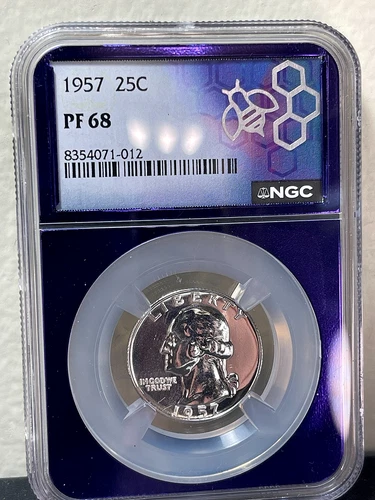 1957 25C
PF 68
8354071-012
NGC
LIBERTY
IN GOD WE
TRUST
1957